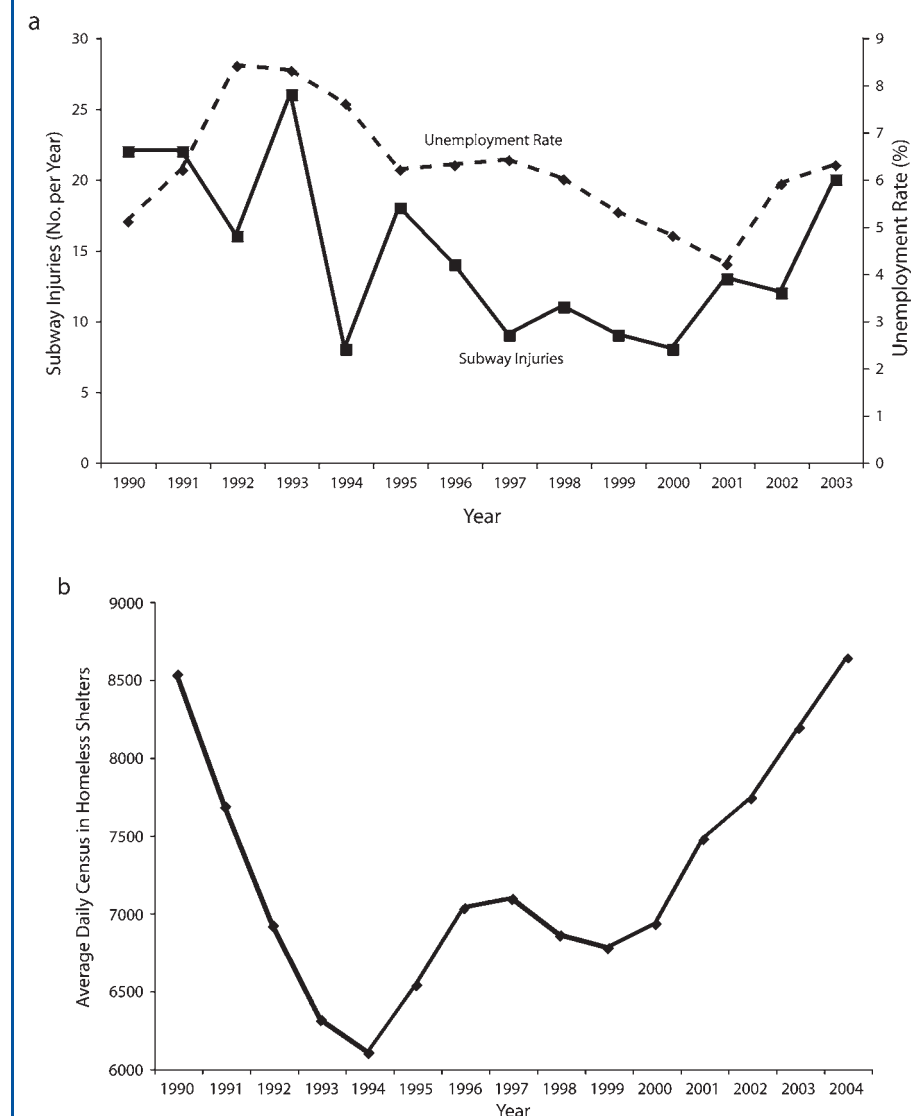 a
30
25
20
15
10
5
0
Subway Injuries (No. per Year)
9
8
7
6
5
4
3
2
1
0
Unemployment Rate (%)
Unemployment Rate
Subway Injuries
1990 1991 1992 1993 1994 1995 1996 1997 1998 1999 2000 2001 2002 2003
Year
b
9000
8500
8000
7500
7000
6500
6000
Average Daily Census in Homeless Shelters
1990 1991 1992 1993 1994 1995 1996 1997 1998 1999 2000 2001 2002 2003 2004
Year